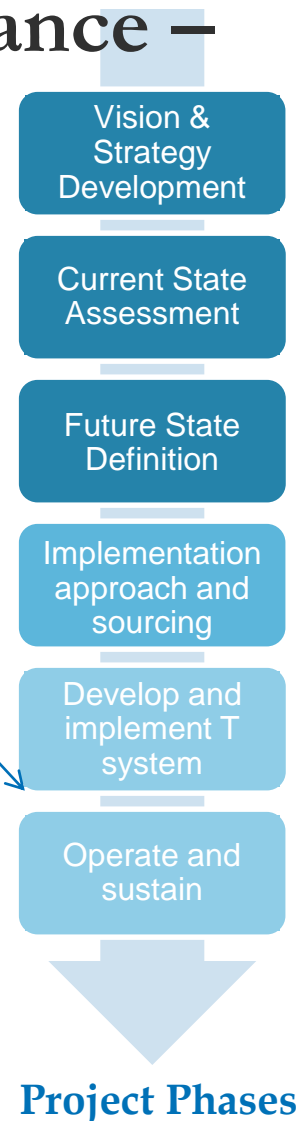 ance –
Vision &
Strategy
Development
Current State
Assessment
Future State
Definition
Implementation
approach and
sourcing
Develop and
implement T
system
Operate and
sustain
Project Phases